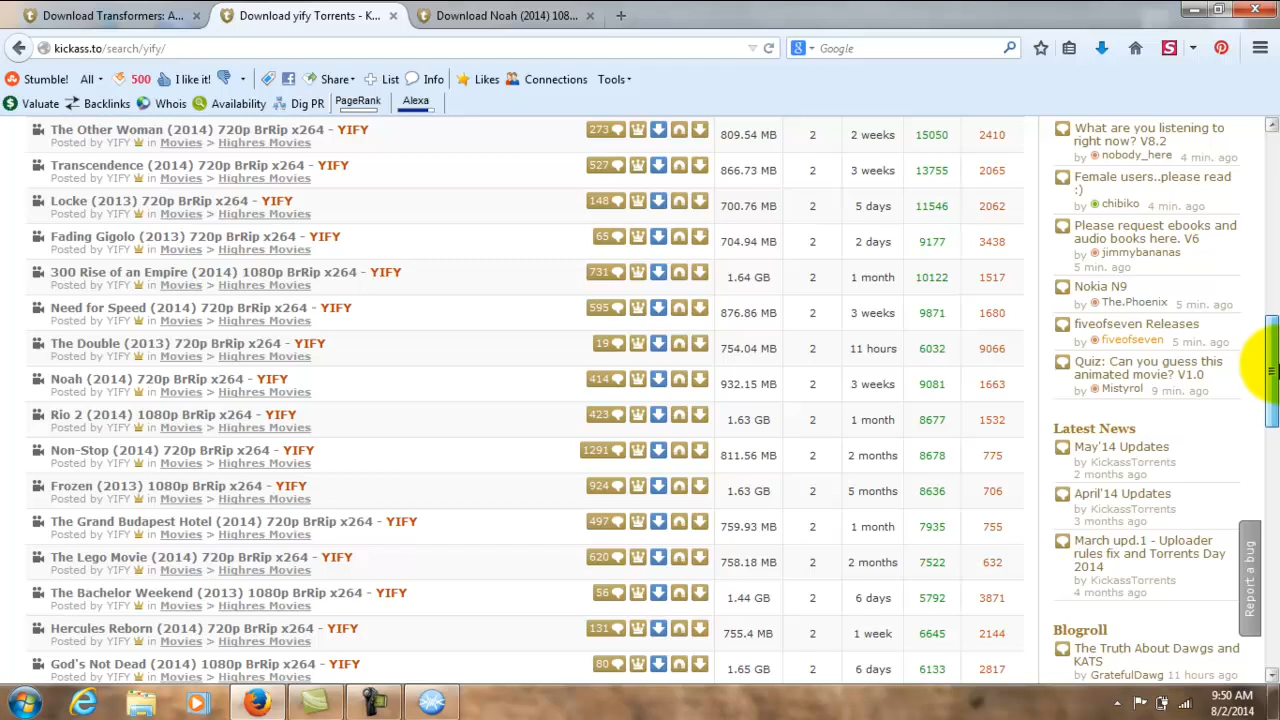 Download Transformers: A... ×
Download yify Torrents - K... ×
Download Noah (2014) 108... ×
kickass.to/search/yify/
Google
Stumble! All 500 I like it! Share List Info Likes Connections Tools
Valuate Backlinks Whois Availability Dig PR PageRank Alexa
The Other Woman (2014) 720p BrRip x264 - YIFY 273 809.54 MB 2 2 weeks 15050 2410
Posted by YIFY in Movies > Highres Movies
Transcendence (2014) 720p BrRip x264 - YIFY 527 866.73 MB 2 3 weeks 13755 2065
Posted by YIFY in Movies > Highres Movies
Locke (2013) 720p BrRip x264 - YIFY 148 700.76 MB 2 5 days 11546 2062
Posted by YIFY in Movies > Highres Movies
Fading Gigolo (2013) 720p BrRip x264 - YIFY 65 704.94 MB 2 2 days 9177 3438
Posted by YIFY in Movies > Highres Movies
300 Rise of an Empire (2014) 1080p BrRip x264 - YIFY 731 1.64 GB 2 1 month 10122 1517
Posted by YIFY in Movies > Highres Movies
Need for Speed (2014) 720p BrRip x264 - YIFY 595 876.86 MB 2 3 weeks 9871 1680
Posted by YIFY in Movies > Highres Movies
The Double (2013) 720p BrRip x264 - YIFY 19 754.04 MB 2 11 hours 6032 9066
Posted by YIFY in Movies > Highres Movies
Noah (2014) 720p BrRip x264 - YIFY 414 932.15 MB 2 3 weeks 9081 1663
Posted by YIFY in Movies > Highres Movies
Rio 2 (2014) 1080p BrRip x264 - YIFY 423 1.63 GB 2 1 month 8677 1532
Posted by YIFY in Movies > Highres Movies
Non-Stop (2014) 720p BrRip x264 - YIFY 1291 811.56 MB 2 2 months 8678 775
Posted by YIFY in Movies > Highres Movies
Frozen (2013) 1080p BrRip x264 - YIFY 924 1.63 GB 2 5 months 8636 706
Posted by YIFY in Movies > Highres Movies
The Grand Budapest Hotel (2014) 720p BrRip x264 - YIFY 497 759.93 MB 2 1 month 7935 755
Posted by YIFY in Movies > Highres Movies
The Lego Movie (2014) 720p BrRip x264 - YIFY 620 758.18 MB 2 2 months 7522 632
Posted by YIFY in Movies > Highres Movies
The Bachelor Weekend (2013) 1080p BrRip x264 - YIFY 56 1.44 GB 2 6 days 5792 3871
Posted by YIFY in Movies > Highres Movies
Hercules Reborn (2014) 720p BrRip x264 - YIFY 131 755.4 MB 2 1 week 6645 2144
Posted by YIFY in Movies > Highres Movies
God's Not Dead (2014) 1080p BrRip x264 - YIFY 80 1.65 GB 2 6 days 6133 2817
Posted by YIFY in Movies > Highres Movies
What are you listening to
right now? V8.2
by nobody_here 4 min. ago
Female users..please read
:)
by chibiko 4 min. ago
Please request ebooks and
audio books here. V6
by jimmybananas
5 min. ago
Nokia N9
by The.Phoenix 5 min. ago
fiveofseven Releases
by fiveofseven 5 min. ago
Quiz: Can you guess this
animated movie? V1.0
by Mistyrol 9 min. ago
Latest News
May'14 Updates
by KickassTorrents
2 months ago
April'14 Updates
by KickassTorrents
3 months ago
March upd.1 - Uploader
rules fix and Torrents Day
2014
by KickassTorrents
4 months ago
Blogroll
The Truth About Dawgs and
KATS
by GratefulDawg 11 hours ago
Report a bug
9:50 AM
8/2/2014